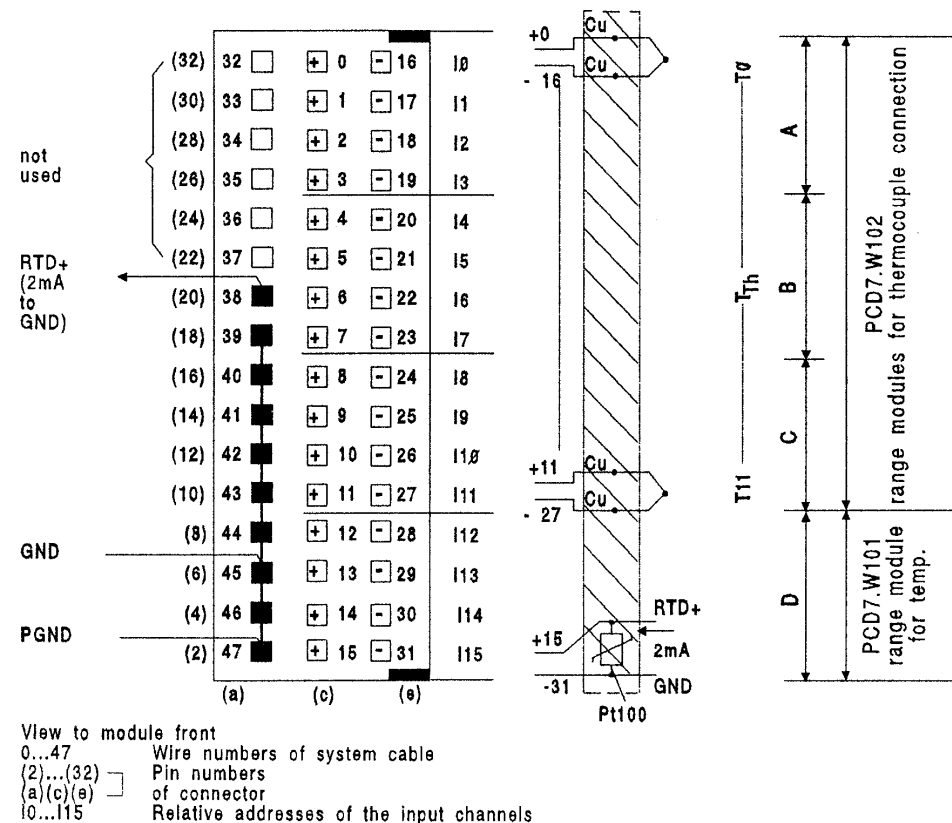 (32) 32 + 0 - 16 I0
(30) 33 + 1 - 17 I1
(28) 34 + 2 - 18 I2
(26) 35 + 3 - 19 I3
(24) 36 + 4 - 20 I4
(22) 37 + 5 - 21 I5
(20) 38 + 6 - 22 I6
(18) 39 + 7 - 23 I7
(16) 40 + 8 - 24 I8
(14) 41 + 9 - 25 I9
(12) 42 + 10 - 26 I10
(10) 43 + 11 - 27 I11
(8) 44 + 12 - 28 I12
(6) 45 + 13 - 29 I13
(4) 46 + 14 - 30 I14
(2) 47 + 15 - 31 I15
(a) (c) (e)
not
used
RTD+
(2mA
to
GND)
GND
PGND
+0 Cu
- 16 Cu
+11 Cu
- 27 Cu
+15
-31
RTD+
2mA
GND
Pt100
T0
TTh
T11
A
B
C
D
PCD7.W102
range modules for thermocouple connection
PCD7.W101
range module
for temp.
View to module front
0...47 Wire numbers of system cable
(2)...(32) Pin numbers
(a)(c)(e) of connector
I0...I15 Relative addresses of the input channels